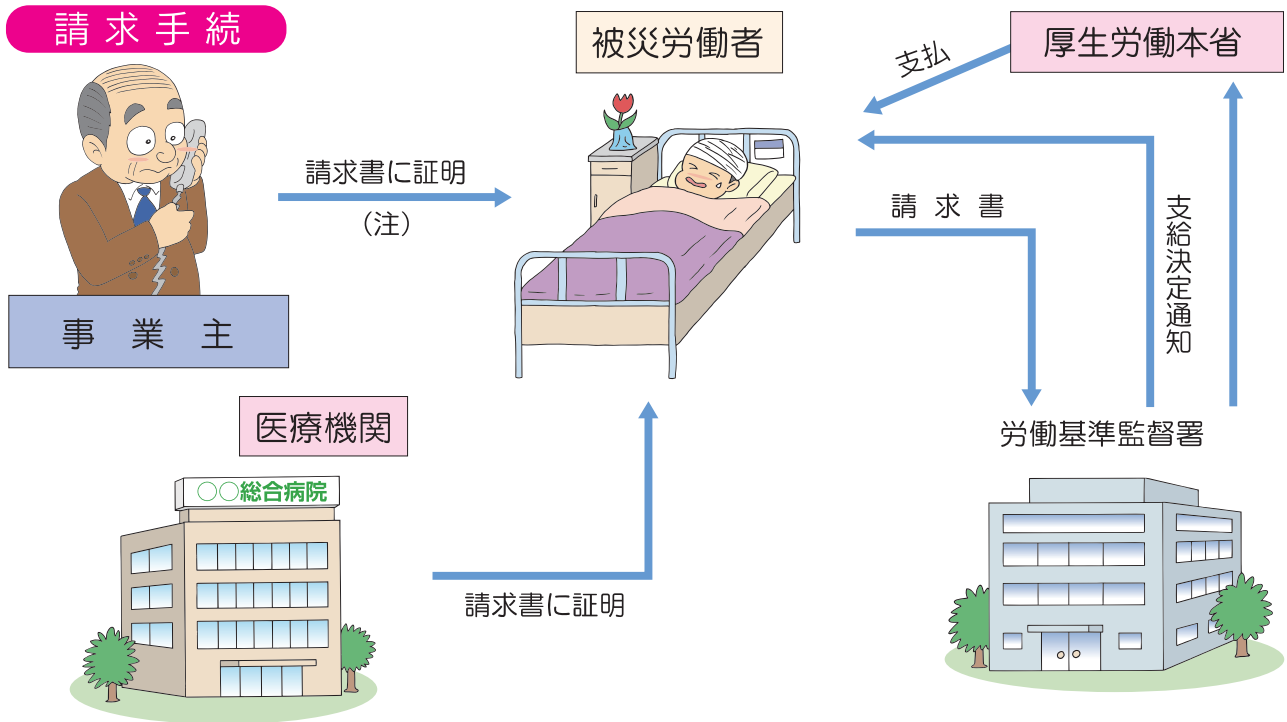 請求手続
被災労働者
厚生労働本省
支払
請求書に証明
(注)
請求書
支給決定通知
事業主
医療機関
労働基準監督署
○○総合病院
請求書に証明